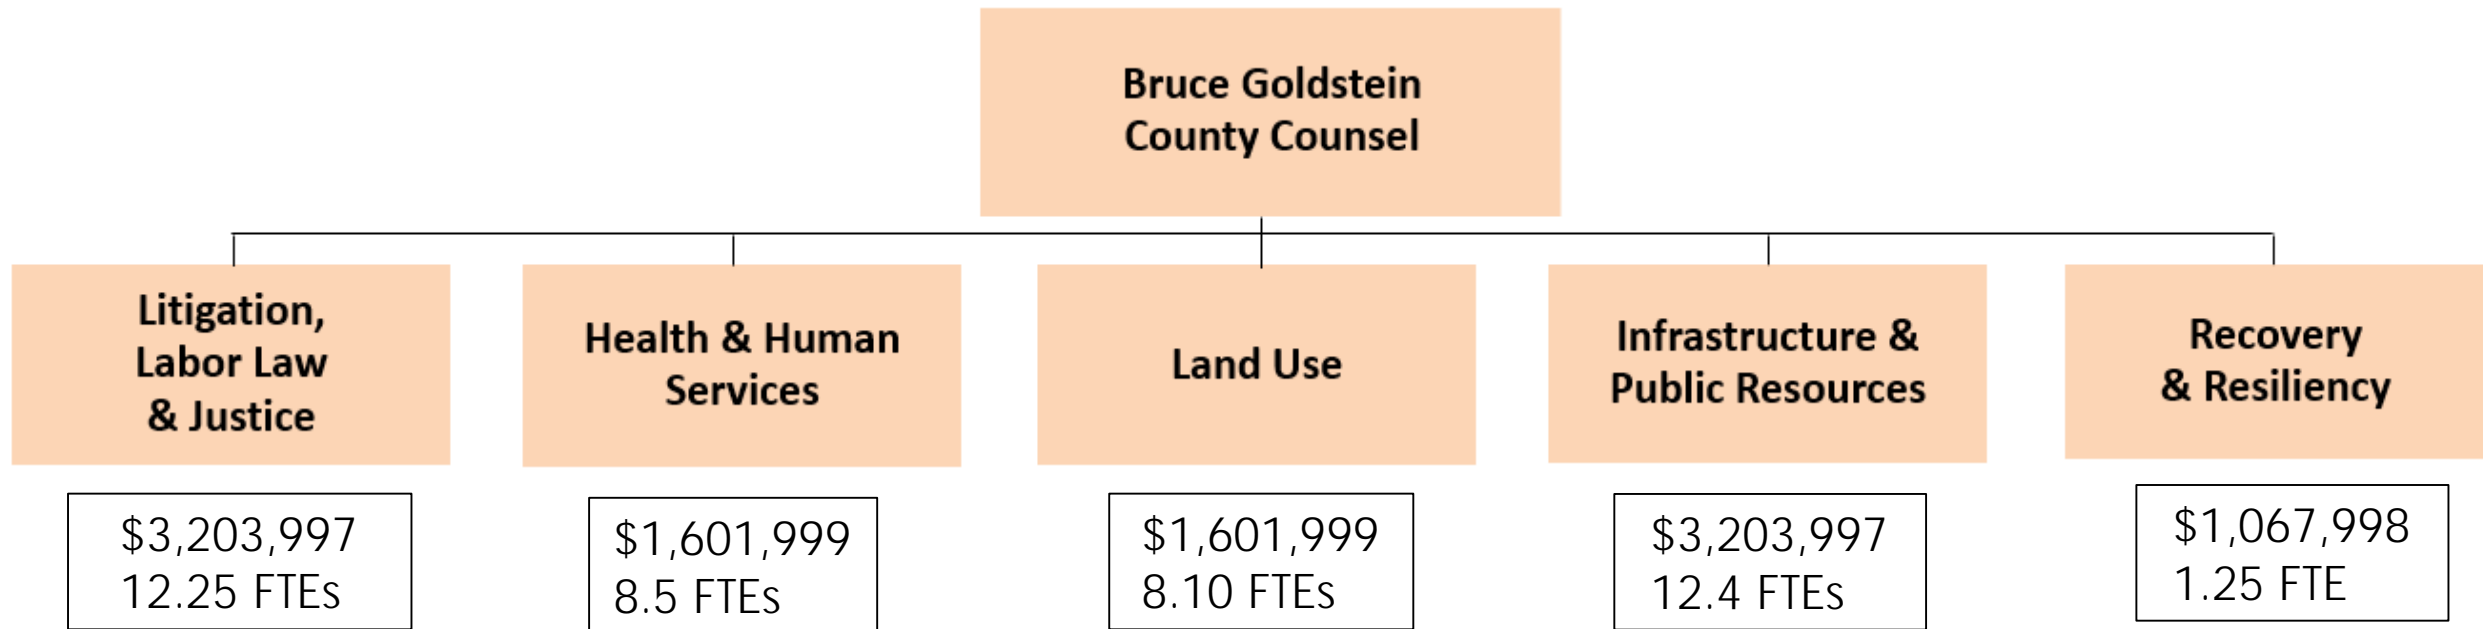 Bruce Goldstein
County Counsel
Litigation,
Labor Law
& Justice
Health & Human
Services
Land Use
Infrastructure &
Public Resources
Recovery
& Resiliency
$3,203,997
12.25 FTEs
$1,601,999
8.5 FTEs
$1,601,999
8.10 FTEs
$3,203,997
12.4 FTEs
$1,067,998
1.25 FTE